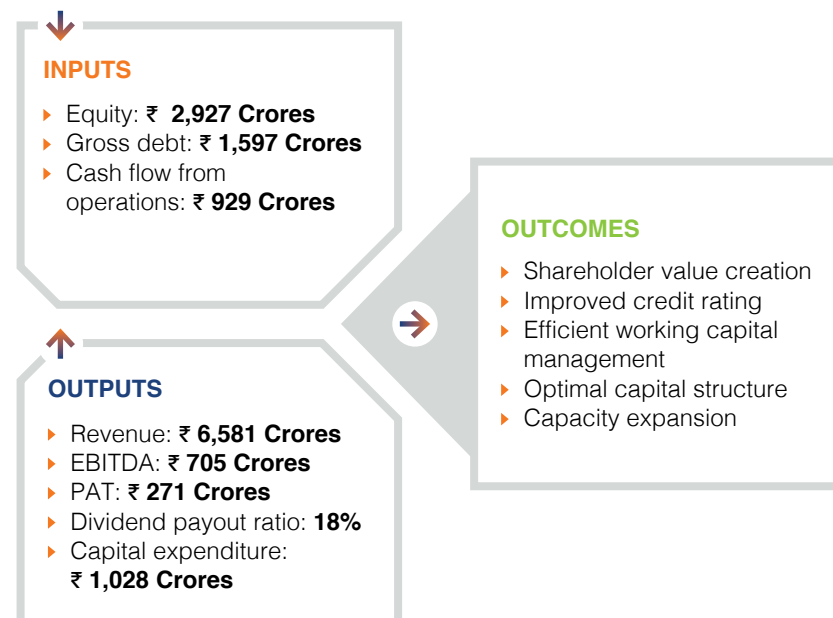 INPUTS
Equity: ₹ 2,927 Crores
Gross debt: ₹ 1,597 Crores
Cash flow from
operations: ₹ 929 Crores
OUTPUTS
Revenue: ₹ 6,581 Crores
EBITDA: ₹ 705 Crores
PAT: ₹ 271 Crores
Dividend payout ratio: 18%
Capital expenditure:
₹ 1,028 Crores
OUTCOMES
Shareholder value creation
Improved credit rating
Efficient working capital
management
Optimal capital structure
Capacity expansion